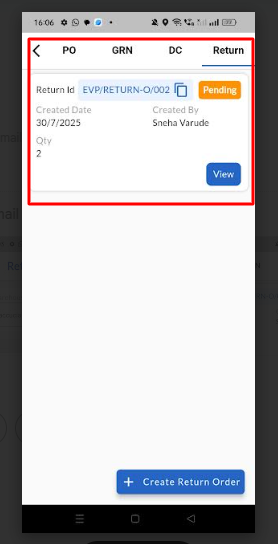 16:06
PO GRN DC Return
Return Id EVP/RETURN-O/002 Pending
Created Date Created By
30/7/2025 Sneha Varude
Qty
2
View
+ Create Return Order